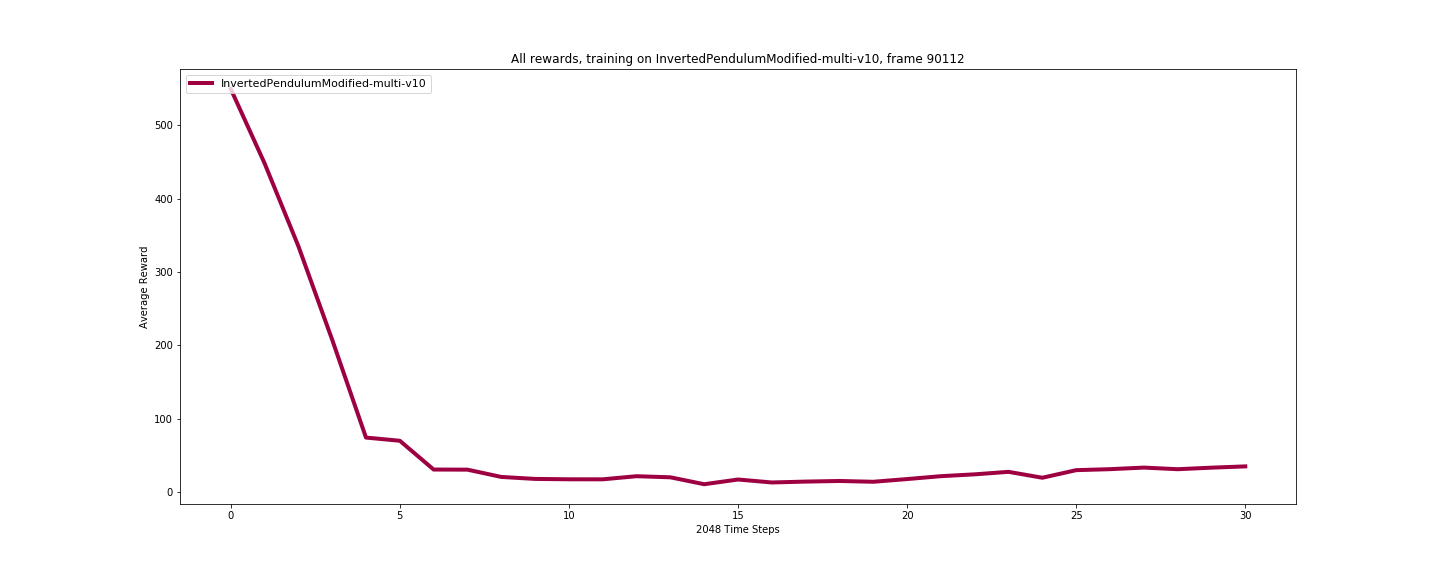 All rewards, training on InvertedPendulumModified-multi-v10, frame 90112
InvertedPendulumModified-multi-v10
500
400
300
200
100
0
Average Reward
0 5 10 15 20 25 30
2048 Time Steps